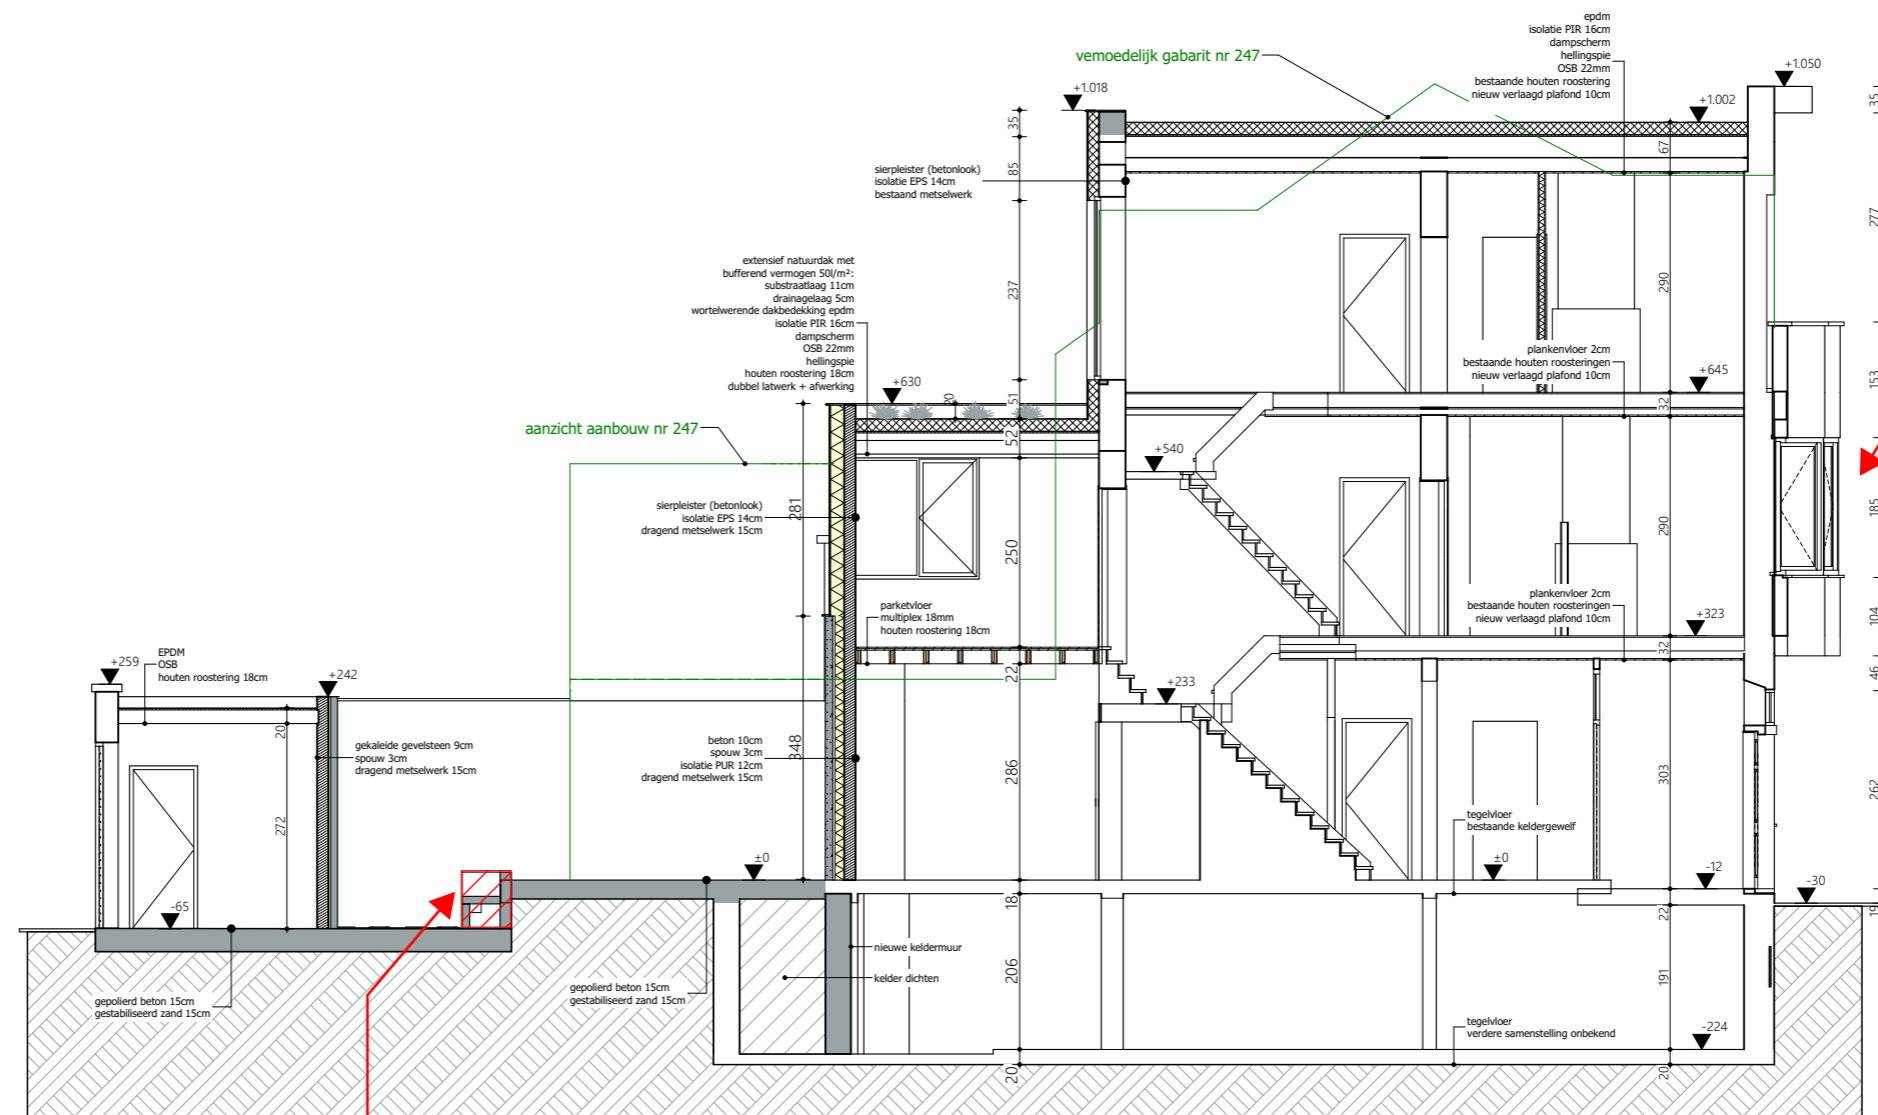 epdm
isolatie PIR 16cm
dampscherm
hellingspie
OSB 22mm
bestaande houten roostering
nieuw verlaagd plafond 10cm
vemoedelijk gabarit nr 247
+1.050
+1.018
+1.002
35
35
67
85
sierpleister (betonlook)
isolatie EPS 14cm
bestaand metselwerk
277
extensief natuurdak met
bufferend vermogen 50l/m²:
substraatlaag 11cm
drainagelaag 5cm
wortelwerende dakbedekking epdm
isolatie PIR 16cm
dampscherm
OSB 22mm
hellingspie
houten roostering 18cm
dubbel latwerk + afwerking
237
290
plankenvloer 2cm
bestaande houten roosteringen
nieuw verlaagd plafond 10cm
+630
+645
20
51
32
153
aanzicht aanbouw nr 247
52
+540
sierpleister (betonlook)
isolatie EPS 14cm
dragend metselwerk 15cm
281
250
290
185
parketvloer
multiplex 18mm
houten roostering 18cm
plankenvloer 2cm
bestaande houten roosteringen
nieuw verlaagd plafond 10cm
+323
104
32
22
46
EPDM
OSB
houten roostering 18cm
+259
+242
+233
20
gekaleide gevelsteen 9cm
spouw 3cm
dragend metselwerk 15cm
beton 10cm
spouw 3cm
isolatie PUR 12cm
dragend metselwerk 15cm
348
286
303
262
272
tegelvloer
bestaande keldergewelf
±0
±0
-12
-30
-65
18
22
19
nieuwe keldermuur
kelder dichten
206
191
gepolierd beton 15cm
gestabiliseerd zand 15cm
gepolierd beton 15cm
gestabiliseerd zand 15cm
tegelvloer
verdere samenstelling onbekend
-224
20
20